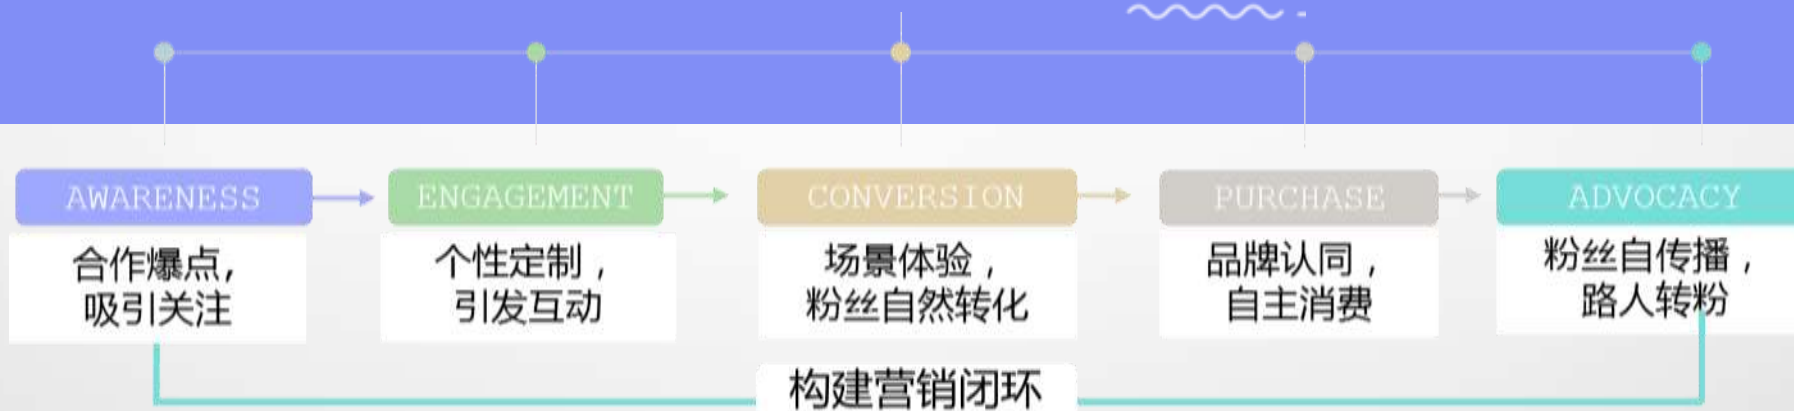 AWARENESS
ENGAGEMENT
CONVERSION
PURCHASE
ADVOCACY
合作爆点,
吸引关注
个性定制，
引发互动
场景体验，
粉丝自然转化
品牌认同，
自主消费
粉丝自传播，
路人转粉
构建营销闭环